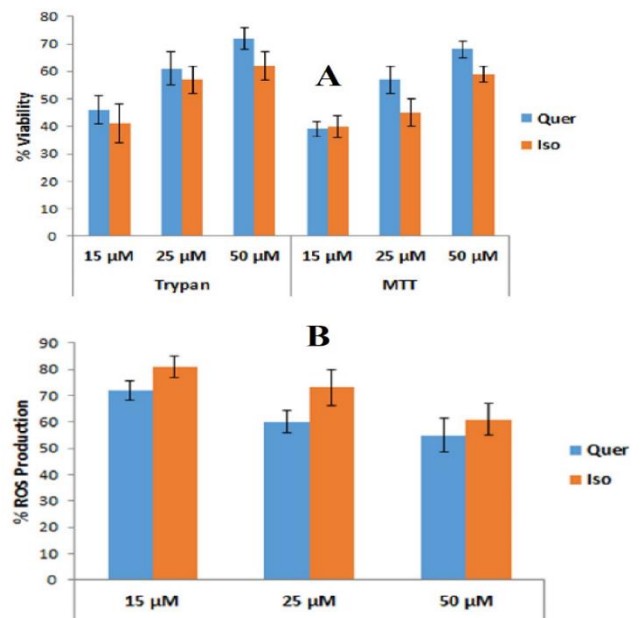 80
70
60
50
40
30
20
10
0
% Viability
A
Quer
Iso
15 µM 25 µM 50 µM 15 µM 25 µM 50 µM
Trypan MTT
B
90
80
70
60
50
40
30
20
10
0
% ROS Production
Quer
Iso
15 µM 25 µM 50 µM